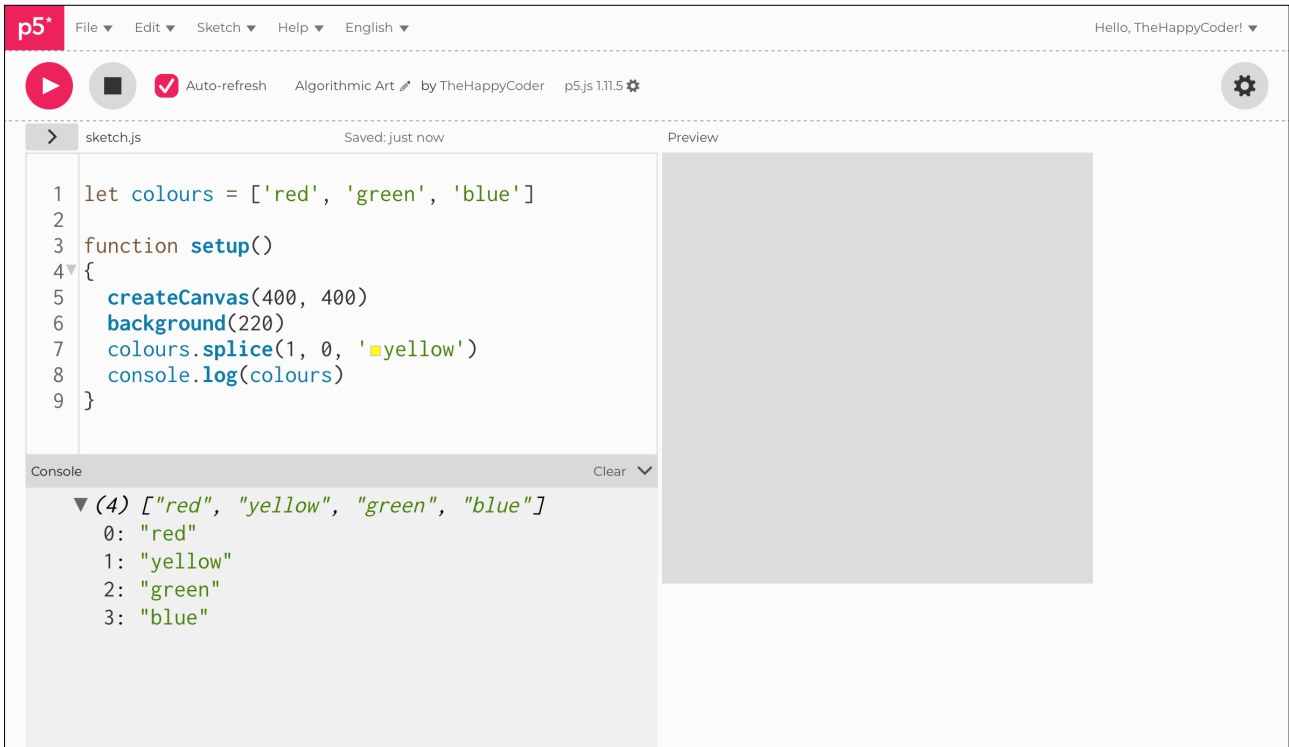 p5* File Edit Sketch Help English Hello, TheHappyCoder!
Auto-refresh Algorithmic Art by TheHappyCoder p5.js 1.11.5
sketch.js Saved: just now Preview
1 let colours = ['red', 'green', 'blue']
2
3 function setup()
4 {
5 createCanvas(400, 400)
6 background(220)
7 colours.splice(1, 0, 'yellow')
8 console.log(colours)
9 }
Console Clear
(4) ["red", "yellow", "green", "blue"]
0: "red"
1: "yellow"
2: "green"
3: "blue"